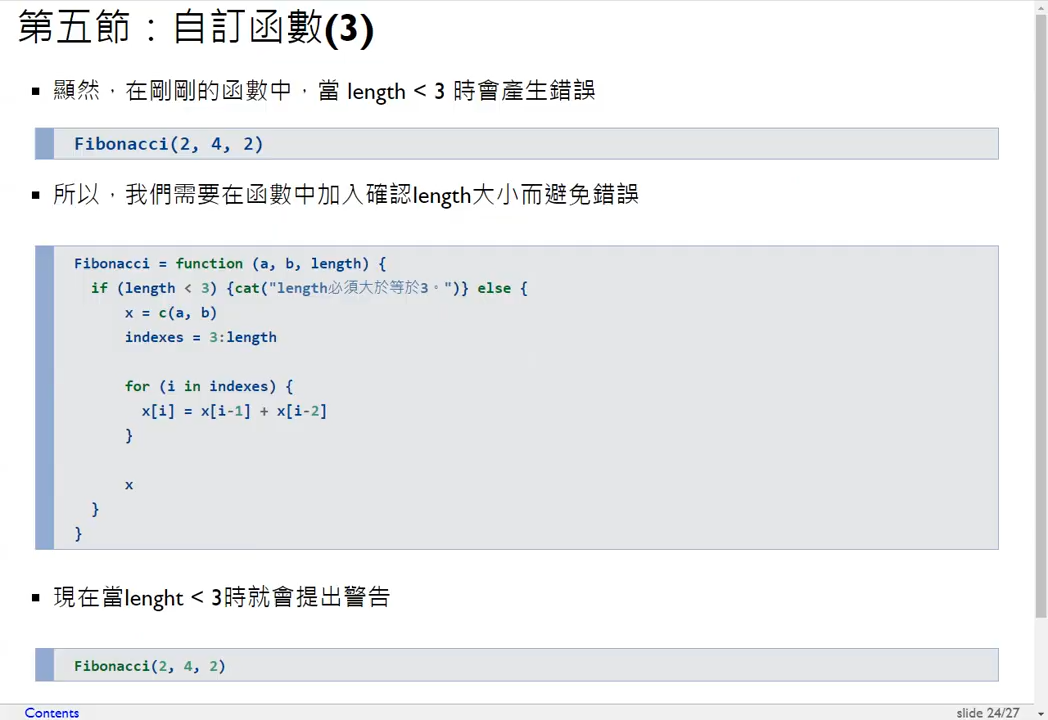 第五節：自訂函數(3)
顯然，在剛剛的函數中，當 length < 3 時會產生錯誤
Fibonacci(2, 4, 2)
所以，我們需要在函數中加入確認length大小而避免錯誤
Fibonacci = function (a, b, length) {
  if (length < 3) {cat("length必須大於等於3。")} else {
      x = c(a, b)
      indexes = 3:length
      for (i in indexes) {
        x[i] = x[i-1] + x[i-2]
      }
      x
  }
}
現在當lenght < 3時就會提出警告
Fibonacci(2, 4, 2)
Contents
slide 24/27